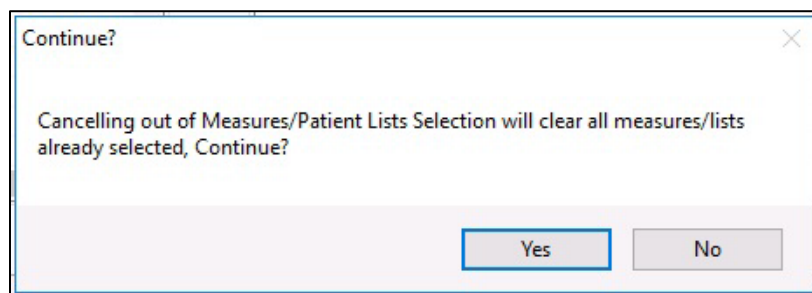 Continue?
Cancelling out of Measures/Patient Lists Selection will clear all measures/lists
already selected, Continue?
Yes
No